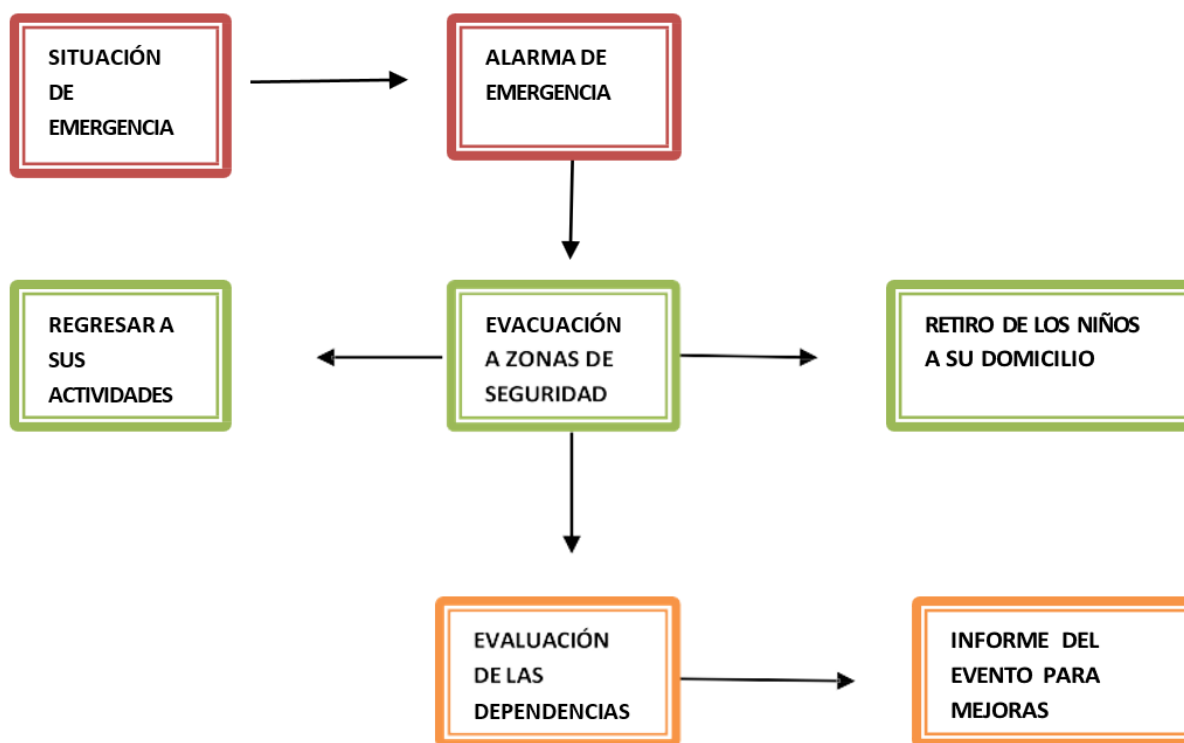 SITUACIÓN
DE
EMERGENCIA
ALARMA DE
EMERGENCIA
REGRESAR A
SUS
ACTIVIDADES
EVACUACIÓN
A ZONAS DE
SEGURIDAD
RETIRO DE LOS NIÑOS
A SU DOMICILIO
EVALUACIÓN
DE LAS
DEPENDENCIAS
INFORME DEL
EVENTO PARA
MEJORAS